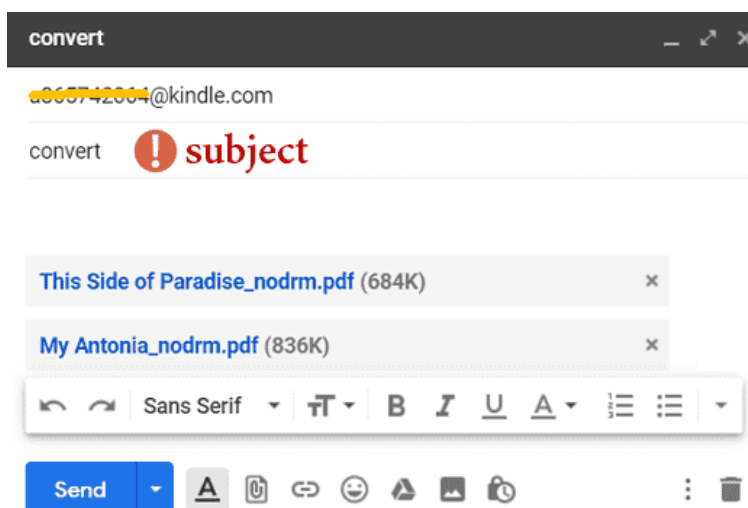 convert
@kindle.com
convert ! subject
This Side of Paradise_nodrm.pdf (684K)
My Antonia_nodrm.pdf (836K)
Sans Serif B I U A
Send A